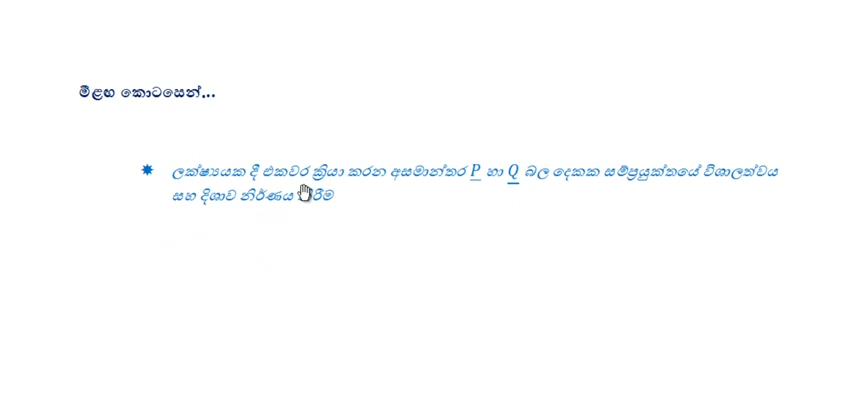 මීළඟ කොටසෙන්...
ලක්ෂ්‍යයක දී එකවර ක්‍රියා කරන අසමාන්තර P හා Q බල දෙකක සම්ප්‍රයුක්තයේ විශාලත්වය
සහ දිශාව නිර්ණය කිරීම